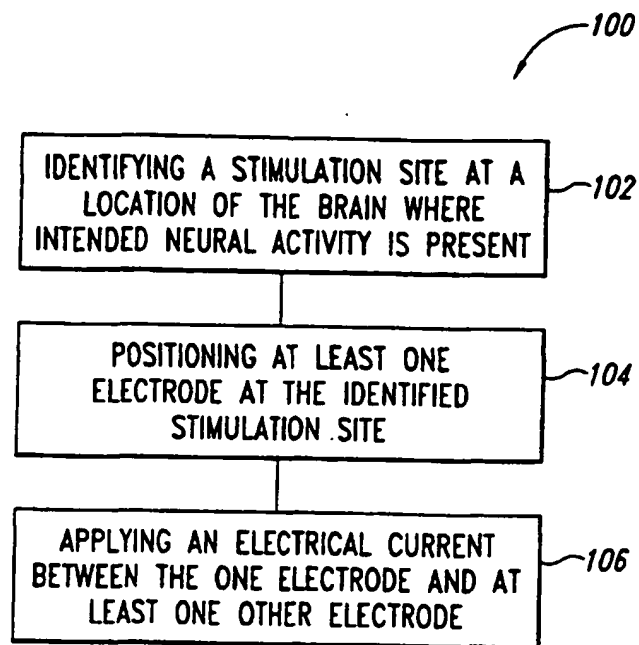 100
IDENTIFYING A STIMULATION SITE AT A
LOCATION OF THE BRAIN WHERE
INTENDED NEURAL ACTIVITY IS PRESENT
102
POSITIONING AT LEAST ONE
ELECTRODE AT THE IDENTIFIED
STIMULATION SITE
104
APPLYING AN ELECTRICAL CURRENT
BETWEEN THE ONE ELECTRODE AND AT
LEAST ONE OTHER ELECTRODE
106